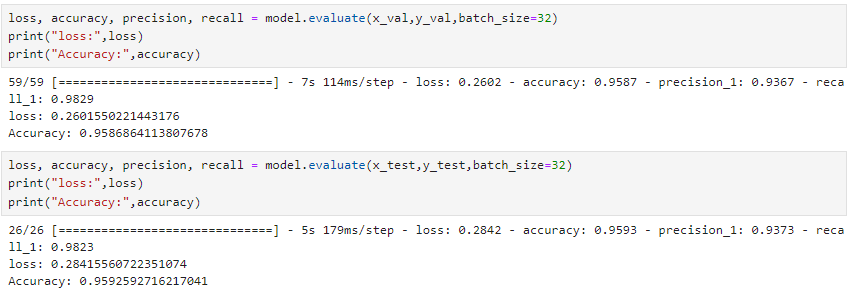 loss, accuracy, precision, recall = model.evaluate(x_val,y_val,batch_size=32)
print("loss:",loss)
print("Accuracy:",accuracy)
59/59 [==============================] - 7s 114ms/step - loss: 0.2602 - accuracy: 0.9587 - precision_1: 0.9367 - reca
ll_1: 0.9829
loss: 0.2601550221443176
Accuracy: 0.9586864113807678
loss, accuracy, precision, recall = model.evaluate(x_test,y_test,batch_size=32)
print("loss:",loss)
print("Accuracy:",accuracy)
26/26 [==============================] - 5s 179ms/step - loss: 0.2842 - accuracy: 0.9593 - precision_1: 0.9373 - reca
ll_1: 0.9823
loss: 0.28415560722351074
Accuracy: 0.9592592716217041